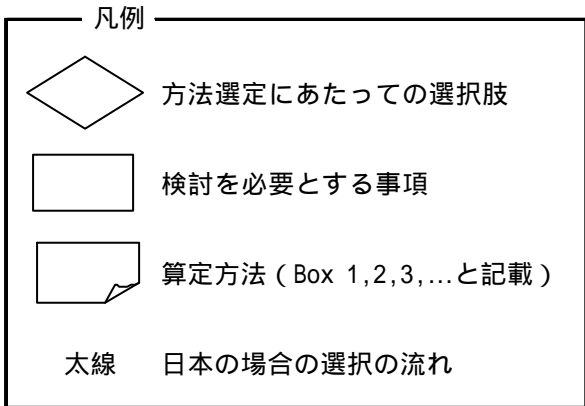 凡例
方法選定にあたっての選択肢
検討を必要とする事項
算定方法（Box 1,2,3,...と記載）
太線 日本の場合の選択の流れ